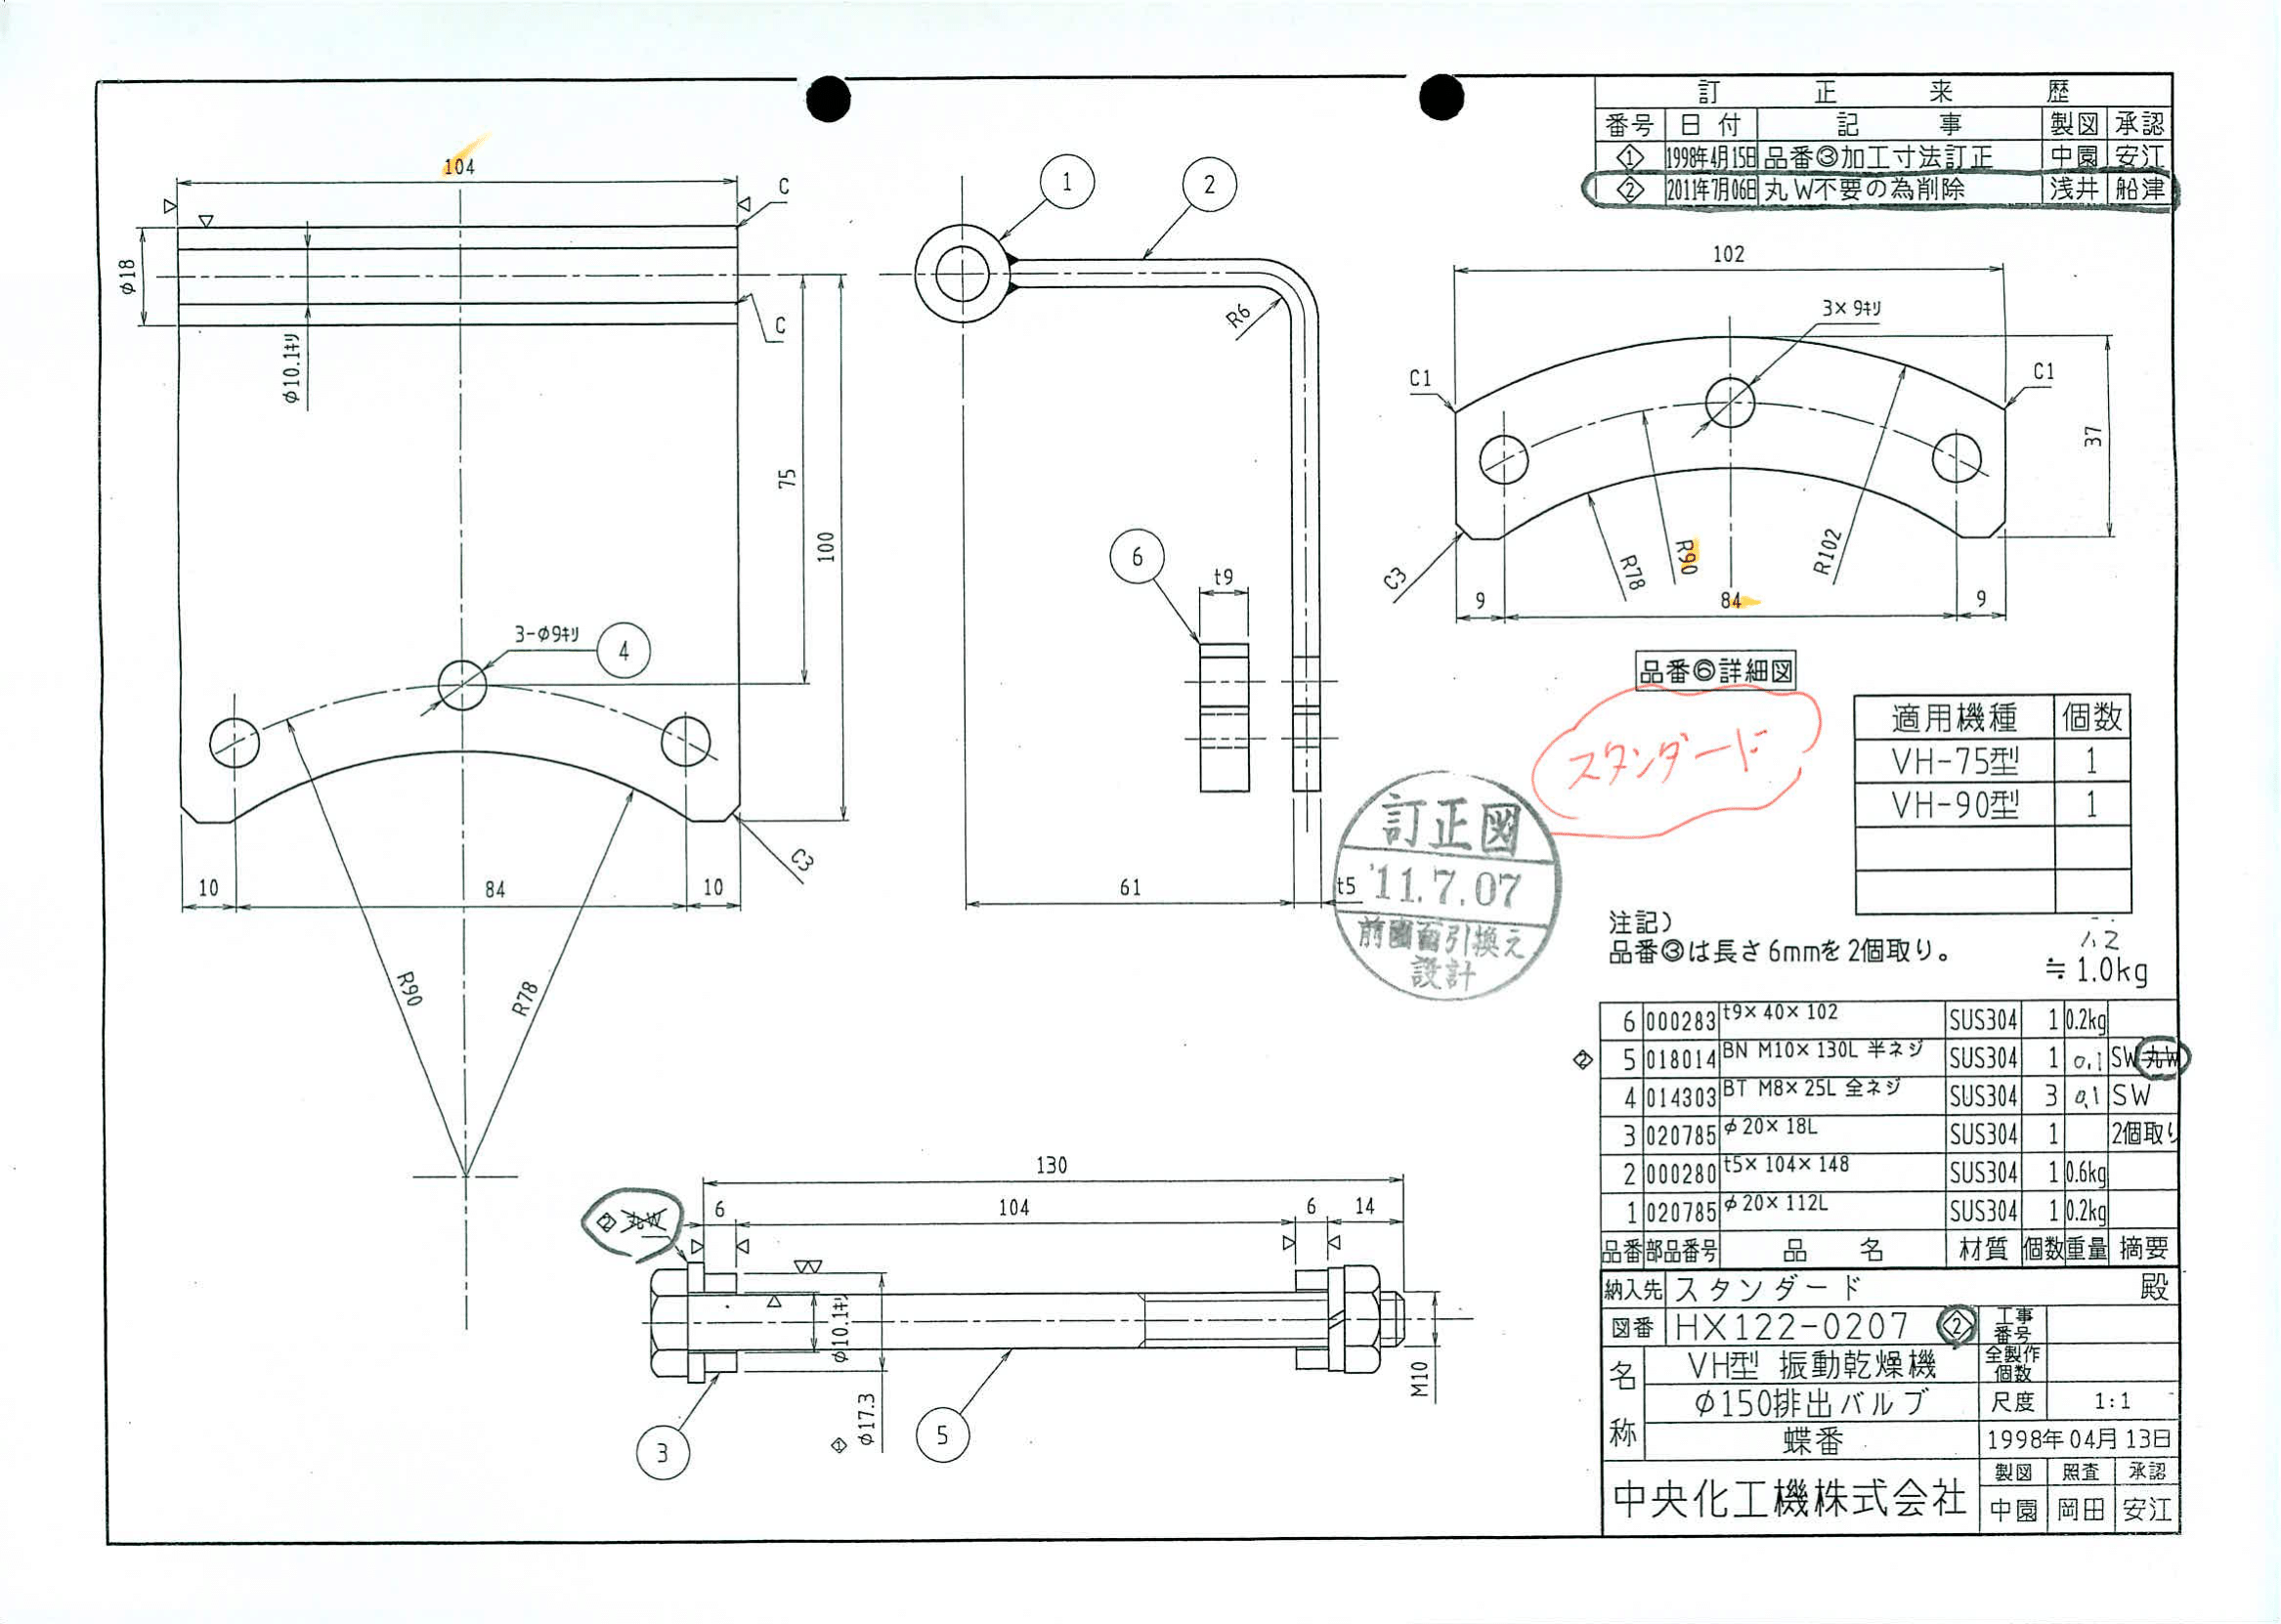 訂正来歴
番号 日付 記事 製図 承認
① 1998年4月15日 品番③加工寸法訂正 中園 安江
② 2011年7月06日 丸W不要の為削除 浅井 船津
104
C
φ18
φ10.1キリ
C
75
100
3-φ9キリ
4
C3
10 84 10
R90
R78
1
2
R6
6
t9
61
t5
102
3×9キリ
C1
C1
37
C3
R78
R90
R102
9 84 9
品番⑥詳細図
スタンダード
適用機種 個数
VH-75型 1
VH-90型 1
訂正図
'11.7.07
引換え
設計
注記)
品番③は長さ6mmを2個取り。
≒1.0kg
6 000283 t9×40×102 SUS304 1 0.2kg
② 5 018014 BN M10×130L 半ネジ SUS304 1 0.1 SW 丸W
4 014303 BT M8×25L 全ネジ SUS304 3 0.1 SW
3 020785 φ20×18L SUS304 1 2個取り
2 000280 t5×104×148 SUS304 1 0.6kg
1 020785 φ20×112L SUS304 1 0.2kg
品番 部品番号 品名 材質 個数 重量 摘要
納入先 スタンダード 殿
図番 HX122-0207 ② 工事番号
名称 VH型 振動乾燥機 全製作個数
φ150排出バルブ 尺度 1:1
蝶番 1998年04月13日
中央化工機株式会社 製図 照査 承認
中園 岡田 安江
130
② 丸W
6 104 6 14
φ10.1キリ
① φ17.3
M10
3
5